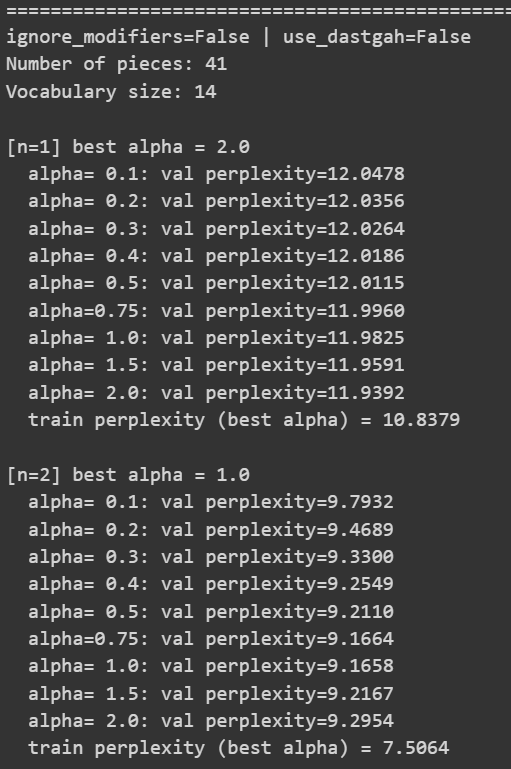 ================================================
ignore_modifiers=False | use_dastgah=False
Number of pieces: 41
Vocabulary size: 14

[n=1] best alpha = 2.0
  alpha= 0.1: val perplexity=12.0478
  alpha= 0.2: val perplexity=12.0356
  alpha= 0.3: val perplexity=12.0264
  alpha= 0.4: val perplexity=12.0186
  alpha= 0.5: val perplexity=12.0115
  alpha=0.75: val perplexity=11.9960
  alpha= 1.0: val perplexity=11.9825
  alpha= 1.5: val perplexity=11.9591
  alpha= 2.0: val perplexity=11.9392
  train perplexity (best alpha) = 10.8379

[n=2] best alpha = 1.0
  alpha= 0.1: val perplexity=9.7932
  alpha= 0.2: val perplexity=9.4689
  alpha= 0.3: val perplexity=9.3300
  alpha= 0.4: val perplexity=9.2549
  alpha= 0.5: val perplexity=9.2110
  alpha=0.75: val perplexity=9.1664
  alpha= 1.0: val perplexity=9.1658
  alpha= 1.5: val perplexity=9.2167
  alpha= 2.0: val perplexity=9.2954
  train perplexity (best alpha) = 7.5064